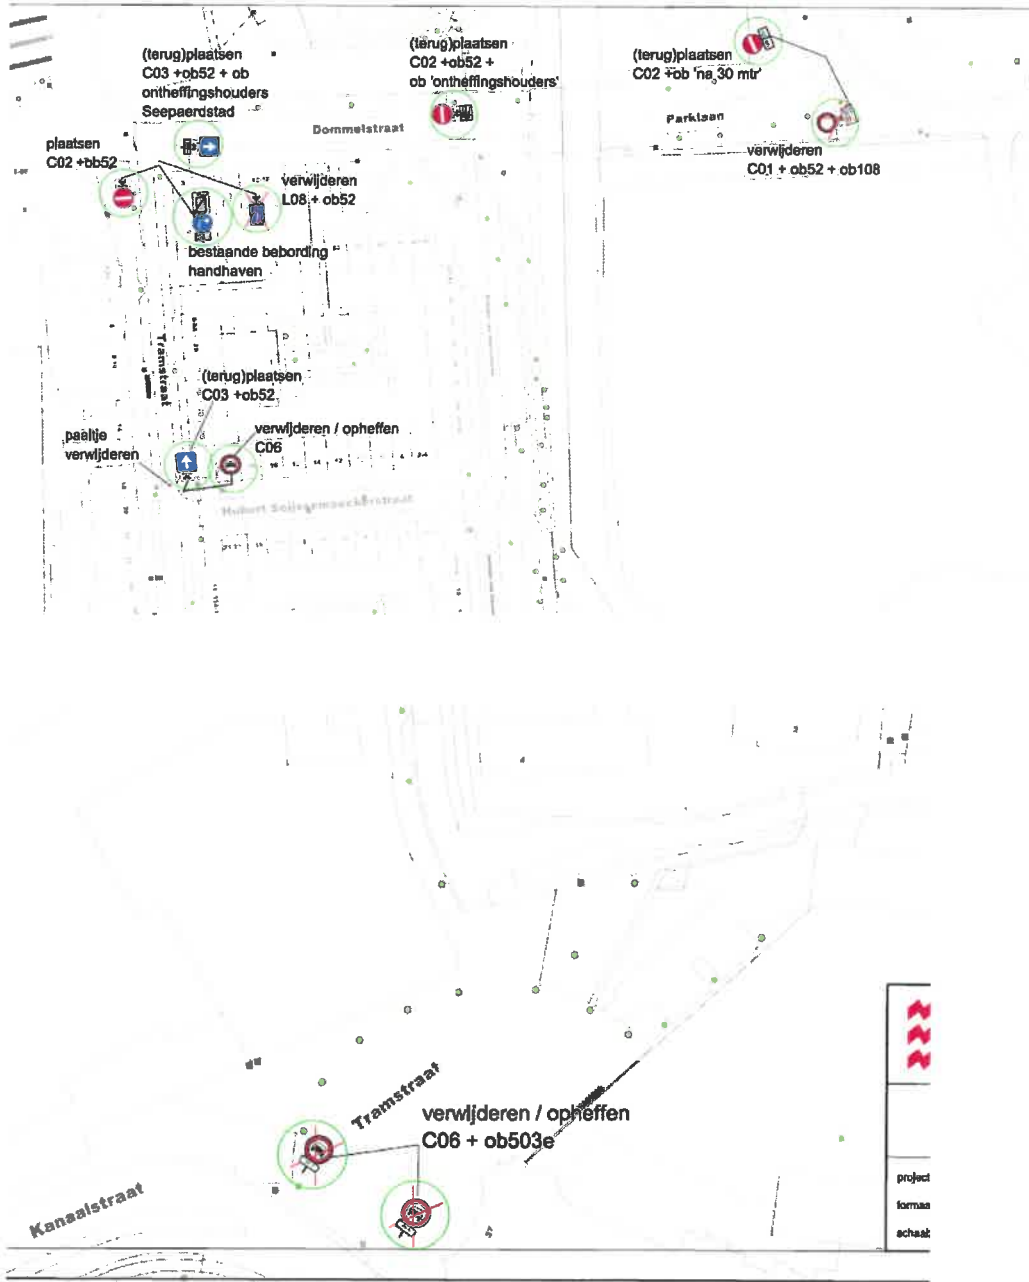 (terug)plaatsen
C03 +ob52 + ob
ontheffingshouders
Seepaerdstad
(terug)plaatsen
C02 +ob52 +
ob 'ontheffingshouders'
(terug)plaatsen
C02 +ob 'na 30 mtr'
Dommelstraat
Parklaan
plaatsen
C02 +bb52
verwijderen
L08 + ob52
verwijderen
C01 + ob52 + ob108
bestaande bebording
handhaven
Tramstraat
(terug)plaatsen
C03 +ob52
paaltje
verwijderen
verwijderen / opheffen
C06
Tramstraat
verwijderen / opheffen
C06 + ob503e
Kanaalstraat
project
formaa
schaal